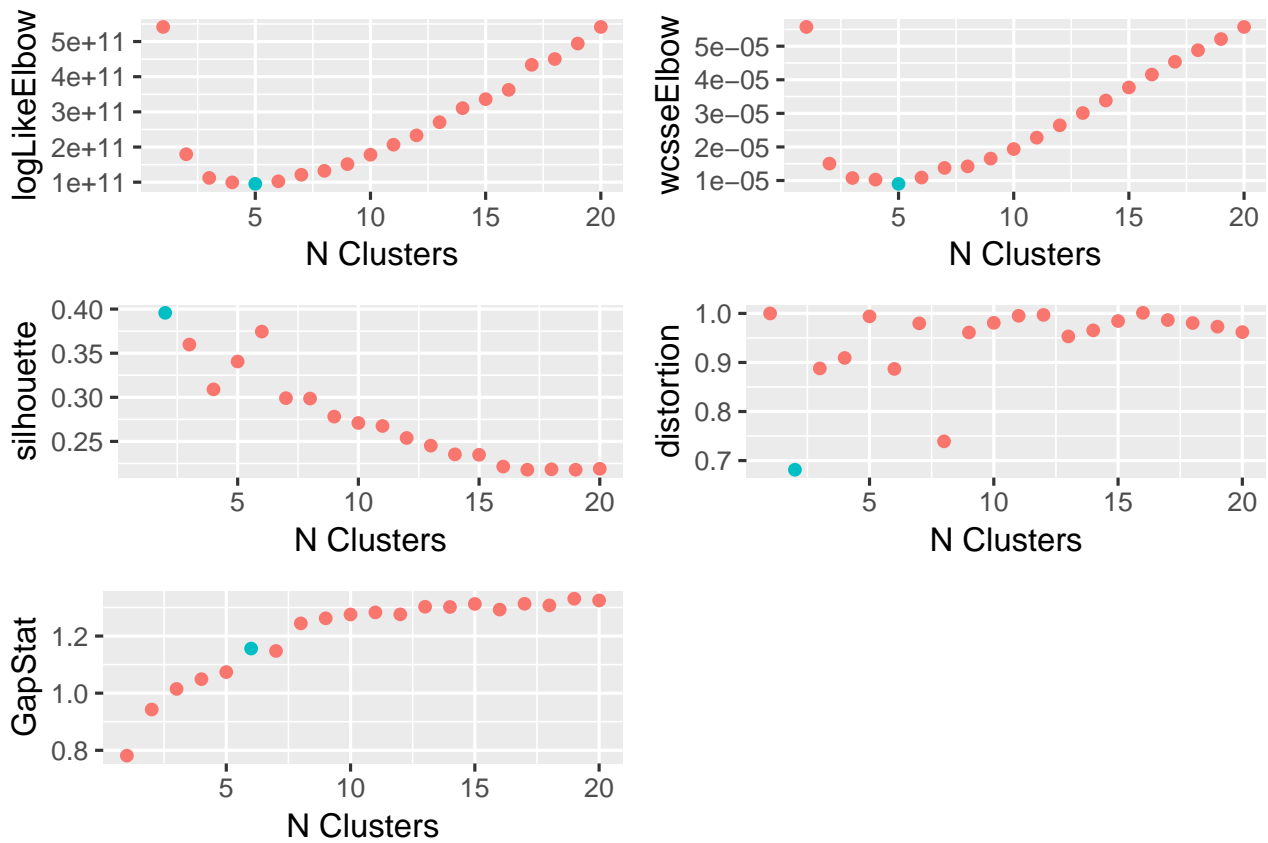 logLikeElbow
5e+11
4e+11
3e+11
2e+11
1e+11
5 10 15 20
N Clusters
wcsseElbow
5e−05
4e−05
3e−05
2e−05
1e−05
5 10 15 20
N Clusters
silhouette
0.40
0.35
0.30
0.25
5 10 15 20
N Clusters
distortion
1.0
0.9
0.8
0.7
5 10 15 20
N Clusters
GapStat
1.2
1.0
0.8
5 10 15 20
N Clusters